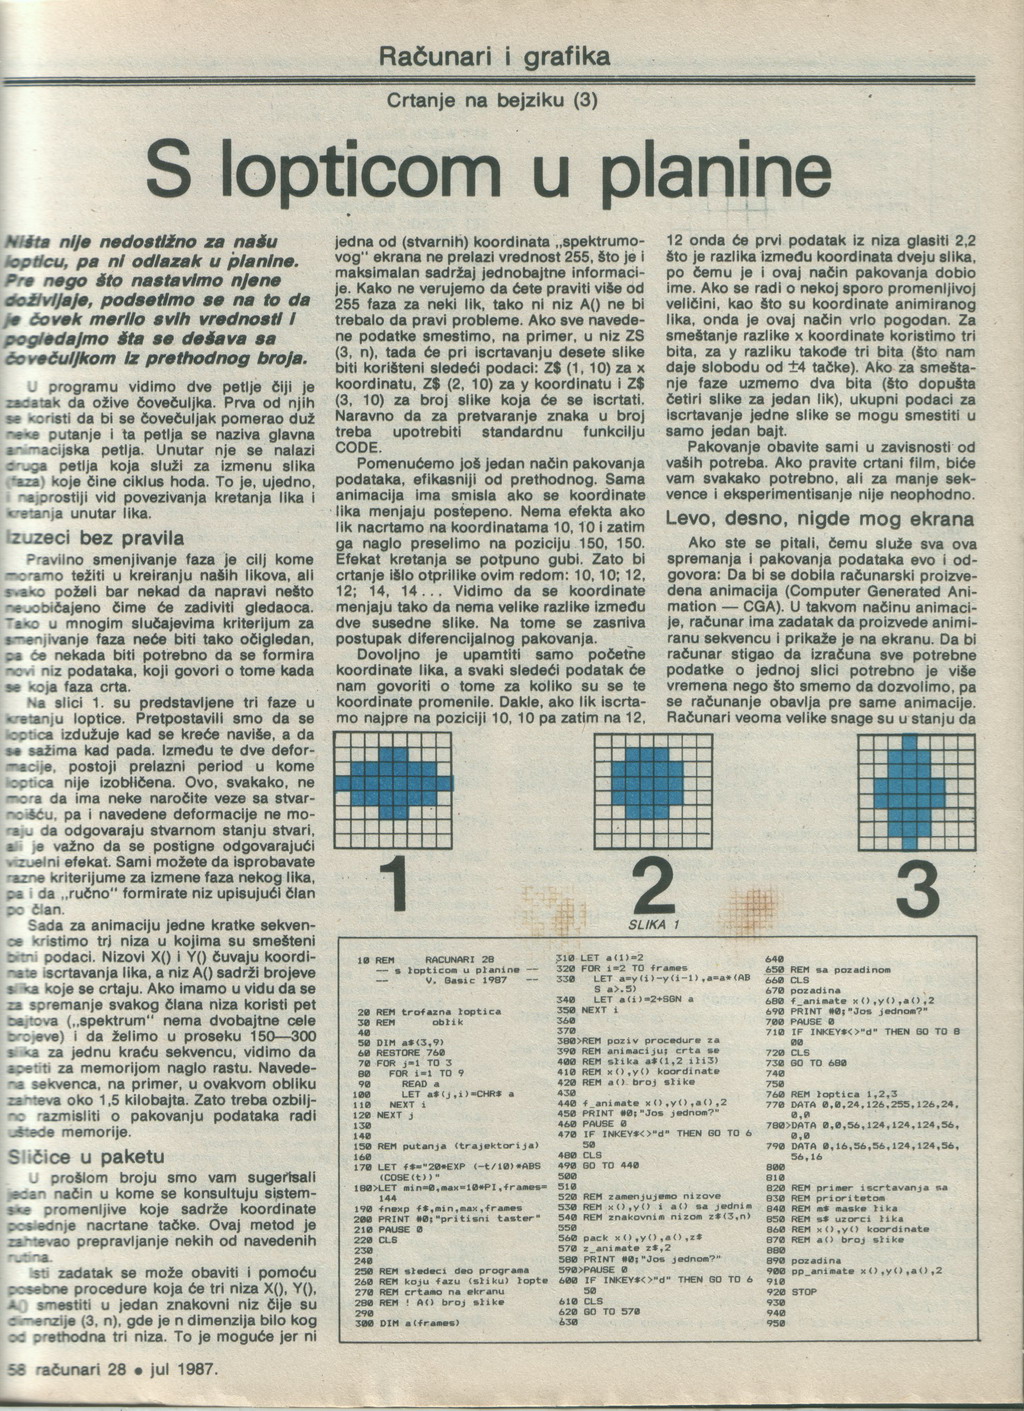 Računari i grafika
Crtanje na bejziku (3)
S lopticom u planine
nije nedostižno za našu
pa ni odlazak u planine.
nego što nastavimo njene
podsetimo se na to da
čovek merilo svih vrednosti i
pogledajmo šta se dešava sa
čovečuljkom iz prethodnog broja.
U programu vidimo dve petlje čiji je
zadatak da ožive čovečuljka. Prva od njih
se koristi da bi se čovečuljak pomerao duž
neke putanje i ta petlja se naziva glavna
animacijska petlja. Unutar nje se nalazi
druga petlja koja služi za izmenu slika
(faza) koje čine ciklus hoda. To je, ujedno,
i najprostiji vid povezivanja kretanja lika i
kretanja unutar lika.
Izuzeci bez pravila
Pravilno smenjivanje faza je cilj kome
moramo težiti u kreiranju naših likova, ali
svako poželi bar nekad da napravi nešto
neuobičajeno čime će zadiviti gledaoca.
Tako u mnogim slučajevima kriterijum za
smenjivanje faza neće biti tako očigledan,
pa će nekada biti potrebno da se formira
novi niz podataka, koji govori o tome kada
se koja faza crta.
Na slici 1. su predstavljene tri faze u
kretanju loptice. Pretpostavili smo da se
loptica izdužuje kad se kreće naviše, a da
se sažima kad pada. Između te dve defor-
macije, postoji prelazni period u kome
loptica nije izobličena. Ovo, svakako, ne
mora da ima neke naročite veze sa stvar-
nošću, pa i navedene deformacije ne mo-
raju da odgovaraju stvarnom stanju stvari,
ali je važno da se postigne odgovarajući
vizuelni efekat. Sami možete da isprobavate
razne kriterijume za izmene faza nekog lika,
pa i da „ručno" formirate niz upisujući član
po član.
Sada za animaciju jedne kratke sekven-
ce kristimo tri niza u kojima su smešteni
bitni podaci. Nizovi X() i Y() čuvaju koordi-
nate iscrtavanja lika, a niz A() sadrži brojeve
slika koje se crtaju. Ako imamo u vidu da se
za spremanje svakog člana niza koristi pet
bajtova („spektrum" nema dvobajtne cele
brojeve) i da želimo u proseku 150—300
slika za jednu kraću sekvencu, vidimo da
apetiti za memorijom naglo rastu. Navede-
na sekvenca, na primer, u ovakvom obliku
zahteva oko 1,5 kilobajta. Zato treba ozbilj-
no razmisliti o pakovanju podataka radi
uštede memorije.
Sličice u paketu
U prošlom broju smo vam sugerisali
jedan način u kome se konsultuju sistem-
ske promenljive koje sadrže koordinate
poslednje nacrtane tačke. Ovaj metod je
zahtevao prepravljanje nekih od navedenih
rutina.
Isti zadatak se može obaviti i pomoću
posebne procedure koja će tri niza X(), Y(),
A() smestiti u jedan znakovni niz čije su
dimenzije (3, n), gde je n dimenzija bilo kog
od prethodna tri niza. To je moguće jer ni
jedna od (stvarnih) koordinata „spektrumo-
vog" ekrana ne prelazi vrednost 255, što je i
maksimalan sadržaj jednobajtne informaci-
je. Kako ne verujemo da ćete praviti više od
255 faza za neki lik, tako ni niz A() ne bi
trebalo da pravi probleme. Ako sve navede-
ne podatke smestimo, na primer, u niz ZS
(3, n), tada će pri iscrtavanju desete slike
biti korišteni sledeći podaci: Z$ (1, 10) za x
koordinatu, Z$ (2, 10) za y koordinatu i Z$
(3, 10) za broj slike koja će se iscrtati.
Naravno da za pretvaranje znaka u broj
treba upotrebiti standardnu funkcilju
CODE.
Pomenućemo još jedan način pakovanja
podataka, efikasniji od prethodnog. Sama
animacija ima smisla ako se koordinate
lika menjaju postepeno. Nema efekta ako
lik nacrtamo na koordinatama 10, 10 i zatim
ga naglo preselimo na poziciju 150, 150.
Efekat kretanja se potpuno gubi. Zato bi
crtanje išlo otprilike ovim redom: 10, 10; 12,
12; 14, 14... Vidimo da se koordinate
menjaju tako da nema velike razlike između
dve susedne slike. Na tome se zasniva
postupak diferencijalnog pakovanja.
Dovoljno je upamtiti samo početne
koordinate lika, a svaki sledeći podatak će
nam govoriti o tome za koliko su se te
koordinate promenile. Dakle, ako lik iscrta-
mo najpre na poziciji 10, 10 pa zatim na 12,
12 onda će prvi podatak iz niza glasiti 2,2
što je razlika između koordinata dveju slika,
po čemu je i ovaj način pakovanja dobio
ime. Ako se radi o nekoj sporo promenljivoj
veličini, kao što su koordinate animiranog
lika, onda je ovaj način vrlo pogodan. Za
smeštanje razlike x koordinate koristimo tri
bita, za y razliku takođe tri bita (što nam
daje slobodu od ±4 tačke). Ako za smešta-
nje faze uzmemo dva bita (što dopušta
četiri slike za jedan lik), ukupni podaci za
iscrtavanje jedne slike se mogu smestiti u
samo jedan bajt.
Pakovanje obavite sami u zavisnosti od
vaših potreba. Ako pravite crtani film, biće
vam svakako potrebno, ali za manje sek-
vence i eksperimentisanje nije neophodno.
Levo, desno, nigde mog ekrana
Ako ste se pitali, čemu služe sva ova
spremanja i pakovanja podataka evo i od-
govora: Da bi se dobila računarski proizve-
dena animacija (Computer Generated Ani-
mation — CGA). U takvom načinu animaci-
je, računar ima zadatak da proizvede animi-
ranu sekvencu i prikaže je na ekranu. Da bi
računar stigao da izračuna sve potrebne
podatke o jednoj slici potrebno je više
vremena nego što smemo da dozvolimo, pa
se računanje obavlja pre same animacije.
Računari veoma velike snage su u stanju da
1
2
3
SLIKA 1
10 REM RACUNARI 28
— s lopticom u planine —
— V. Basic 1987 —
20 REM trofazna loptica
30 REM oblik
40
50 DIM a$(3,9)
60 RESTORE 760
70 FOR j=1 TO 3
80 FOR i=1 TO 9
90 READ a
100 LET a$(j,i)=CHR$ a
110 NEXT i
120 NEXT j
130
140
150 REM putanja (trajektorija)
160
170 LET f$="20*EXP (-t/10)*ABS
(COSE(t))"
180>LET min=0,max=10*PI,frames=
144
190 fnexp f$,min,max,frames
200 PRINT #0;"pritisni taster"
210 PAUSE 0
220 CLS
230
240
250 REM sledeci deo programa
260 REM koju fazu (sliku) lopte
270 REM crtamo na ekranu
280 REM ! A() broj slike
290
300 DIM a(frames)
310 LET a(1)=2
320 FOR i=2 TO frames
330 LET a=y(i)-y(i-1),a=a*(AB
S a>.5)
340 LET a(i)=2+SGN a
350 NEXT i
360
370
380>REM poziv procedure za
390 REM animaciju; crta se
400 REM slika a$(1,2 ili3)
410 REM x(),y() koordinate
420 REM a() broj slike
430
440 f_animate x(),y(),a(),2
450 PRINT #0;"Jos jednom?"
460 PAUSE 0
470 IF INKEY$<>"d" THEN GO TO 6
50
480 CLS
490 GO TO 440
500
510
520 REM zamenjujemo nizove
530 REM x(),y() i a() sa jednim
540 REM znakovnim nizom z$(3,n)
550
560 pack x(),y(),a(),z$
570 z_animate z$,2
580 PRINT #0;"Jos jednom?"
590>PAUSE 0
600 IF INKEY$<>"d" THEN GO TO 6
50
610 CLS
620 GO TO 570
630
640
650 REM sa pozadinom
660 CLS
670 pozadina
680 f_animate x(),y(),a(),2
690 PRINT #0;"Jos jednom?"
700 PAUSE 0
710 IF INKEY$<>"d" THEN GO TO 8
00
720 CLS
730 GO TO 680
740
750
760 REM loptica 1,2,3
770 DATA 0,0,24,126,255,126,24,
0,0
780>DATA 0,0,56,124,124,124,56,
0,0
790 DATA 0,16,56,56,124,124,56,
56,16
800
810
820 REM primer iscrtavanja sa
830 REM prioritetom
840 REM m$ maske lika
850 REM s$ uzorci lika
860 REM x(),y() koordinate
870 REM a() broj slike
880
890 pozadina
900 pp_animate x(),y(),a(),2
910
920 STOP
930
940
950
58 računari 28 • jul 1987.